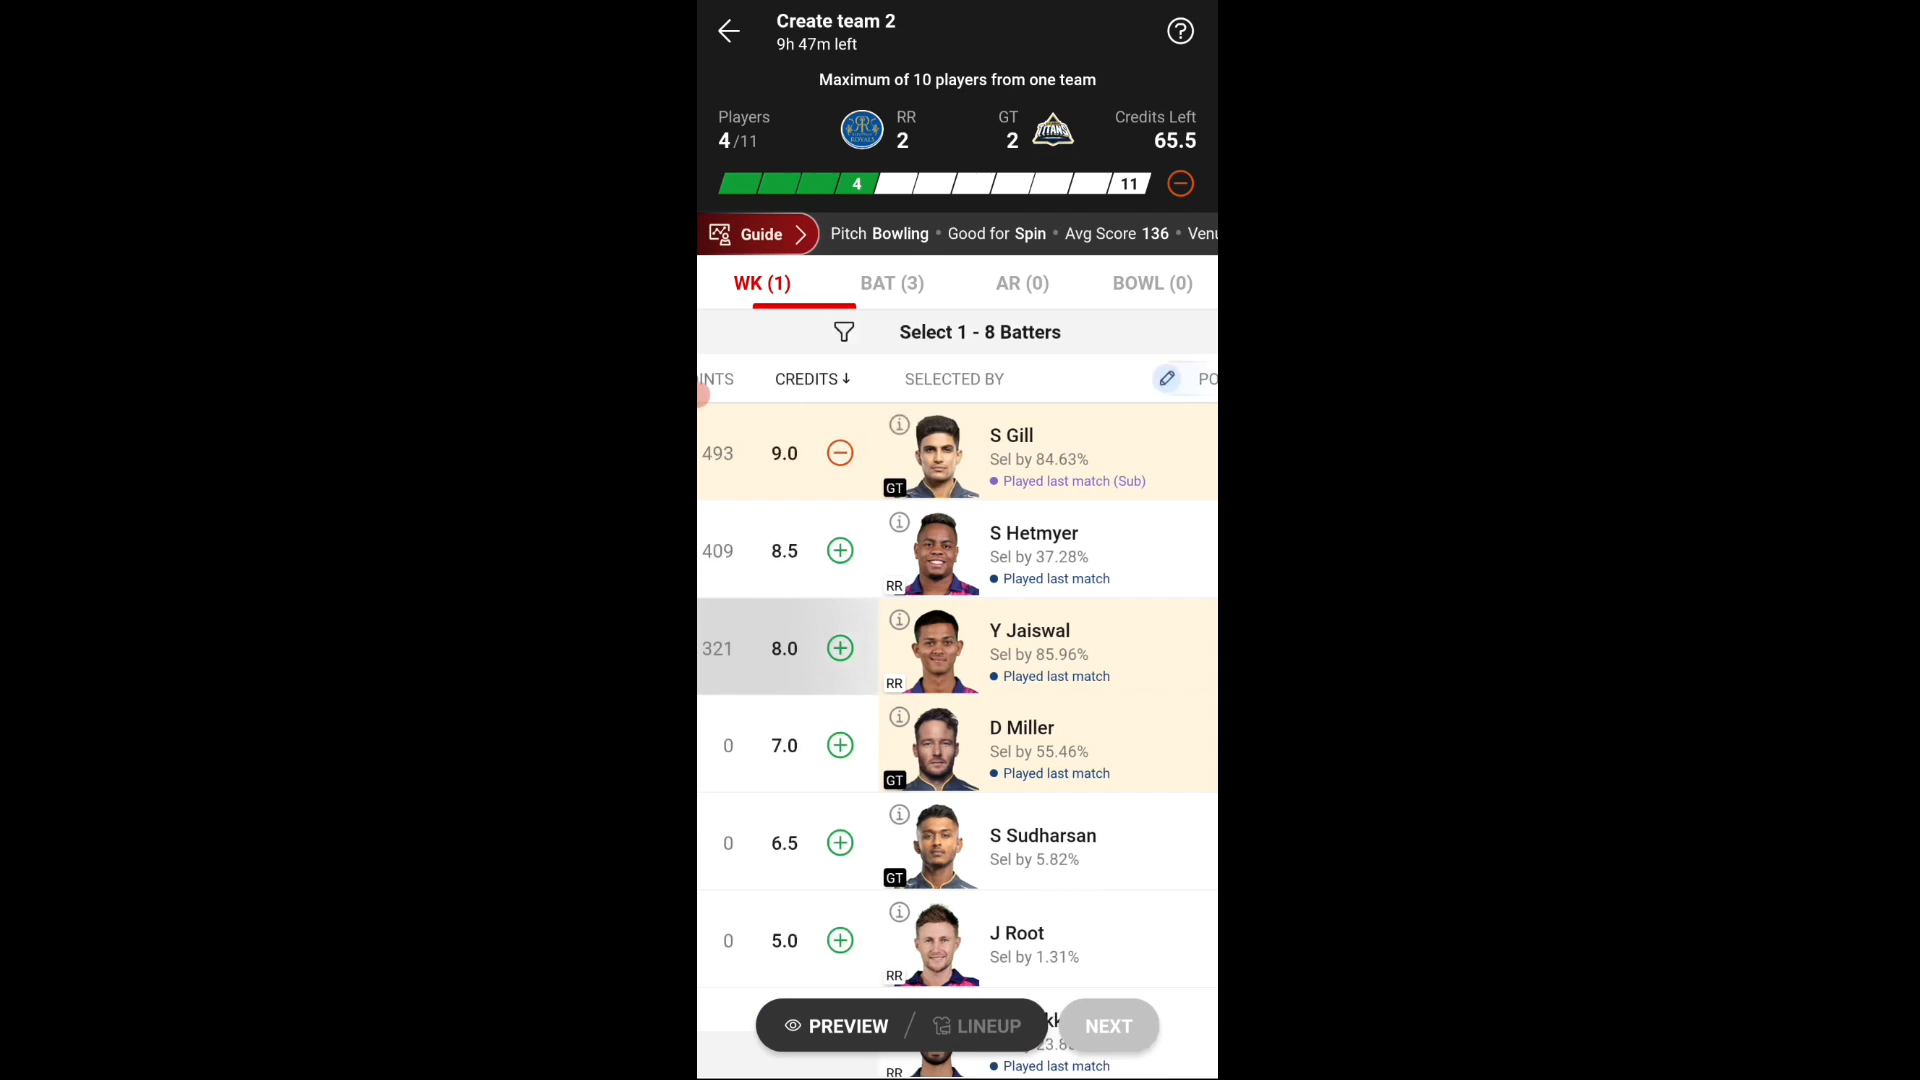 Create team 2
9h 47m left
Maximum of 10 players from one team
Players
4/11
RR
2
GT
2
TITANS
Credits Left
65.5
4
11
Guide
Pitch Bowling • Good for Spin • Avg Score 136 • Venu
WK (1)
BAT (3)
AR (0)
BOWL (0)
Select 1 - 8 Batters
INTS
CREDITS ↓
SELECTED BY
PO
493
9.0
GT
S Gill
Sel by 84.63%
Played last match (Sub)
409
8.5
RR
S Hetmyer
Sel by 37.28%
Played last match
321
8.0
RR
Y Jaiswal
Sel by 85.96%
Played last match
0
7.0
GT
D Miller
Sel by 55.46%
Played last match
0
6.5
GT
S Sudharsan
Sel by 5.82%
0
5.0
RR
J Root
Sel by 1.31%
PREVIEW
LINEUP
NEXT
RR
Played last match